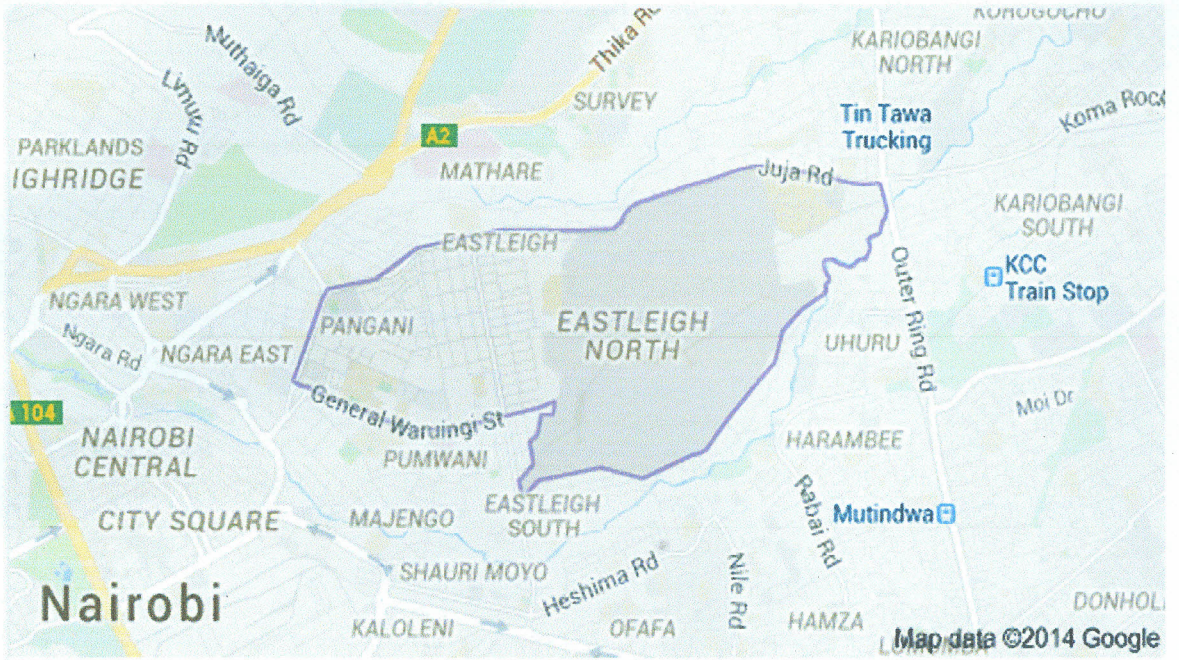 KOROGOCHO
Muthaiga Rd
Thika Rd
KARIOBANGI
NORTH
Limuru Rd
SURVEY
Koma Rock
Tin Tawa
Trucking
A2
PARKLANDS
IGHRIDGE
MATHARE
Juja Rd
KARIOBANGI
SOUTH
EASTLEIGH
KCC
Train Stop
Outer Ring Rd
NGARA WEST
PANGANI
EASTLEIGH
NORTH
UHURU
Ngara Rd
NGARA EAST
General Waruingi St
Moi Dr
104
NAIROBI
CENTRAL
HARAMBEE
PUMWANI
EASTLEIGH
SOUTH
Rabai Rd
CITY SQUARE
MAJENGO
Mutindwa
SHAURI MOYO
Heshima Rd
Nile Rd
Nairobi
DONHOL
KALOLENI
OFAFA
HAMZA
Map data ©2014 Google